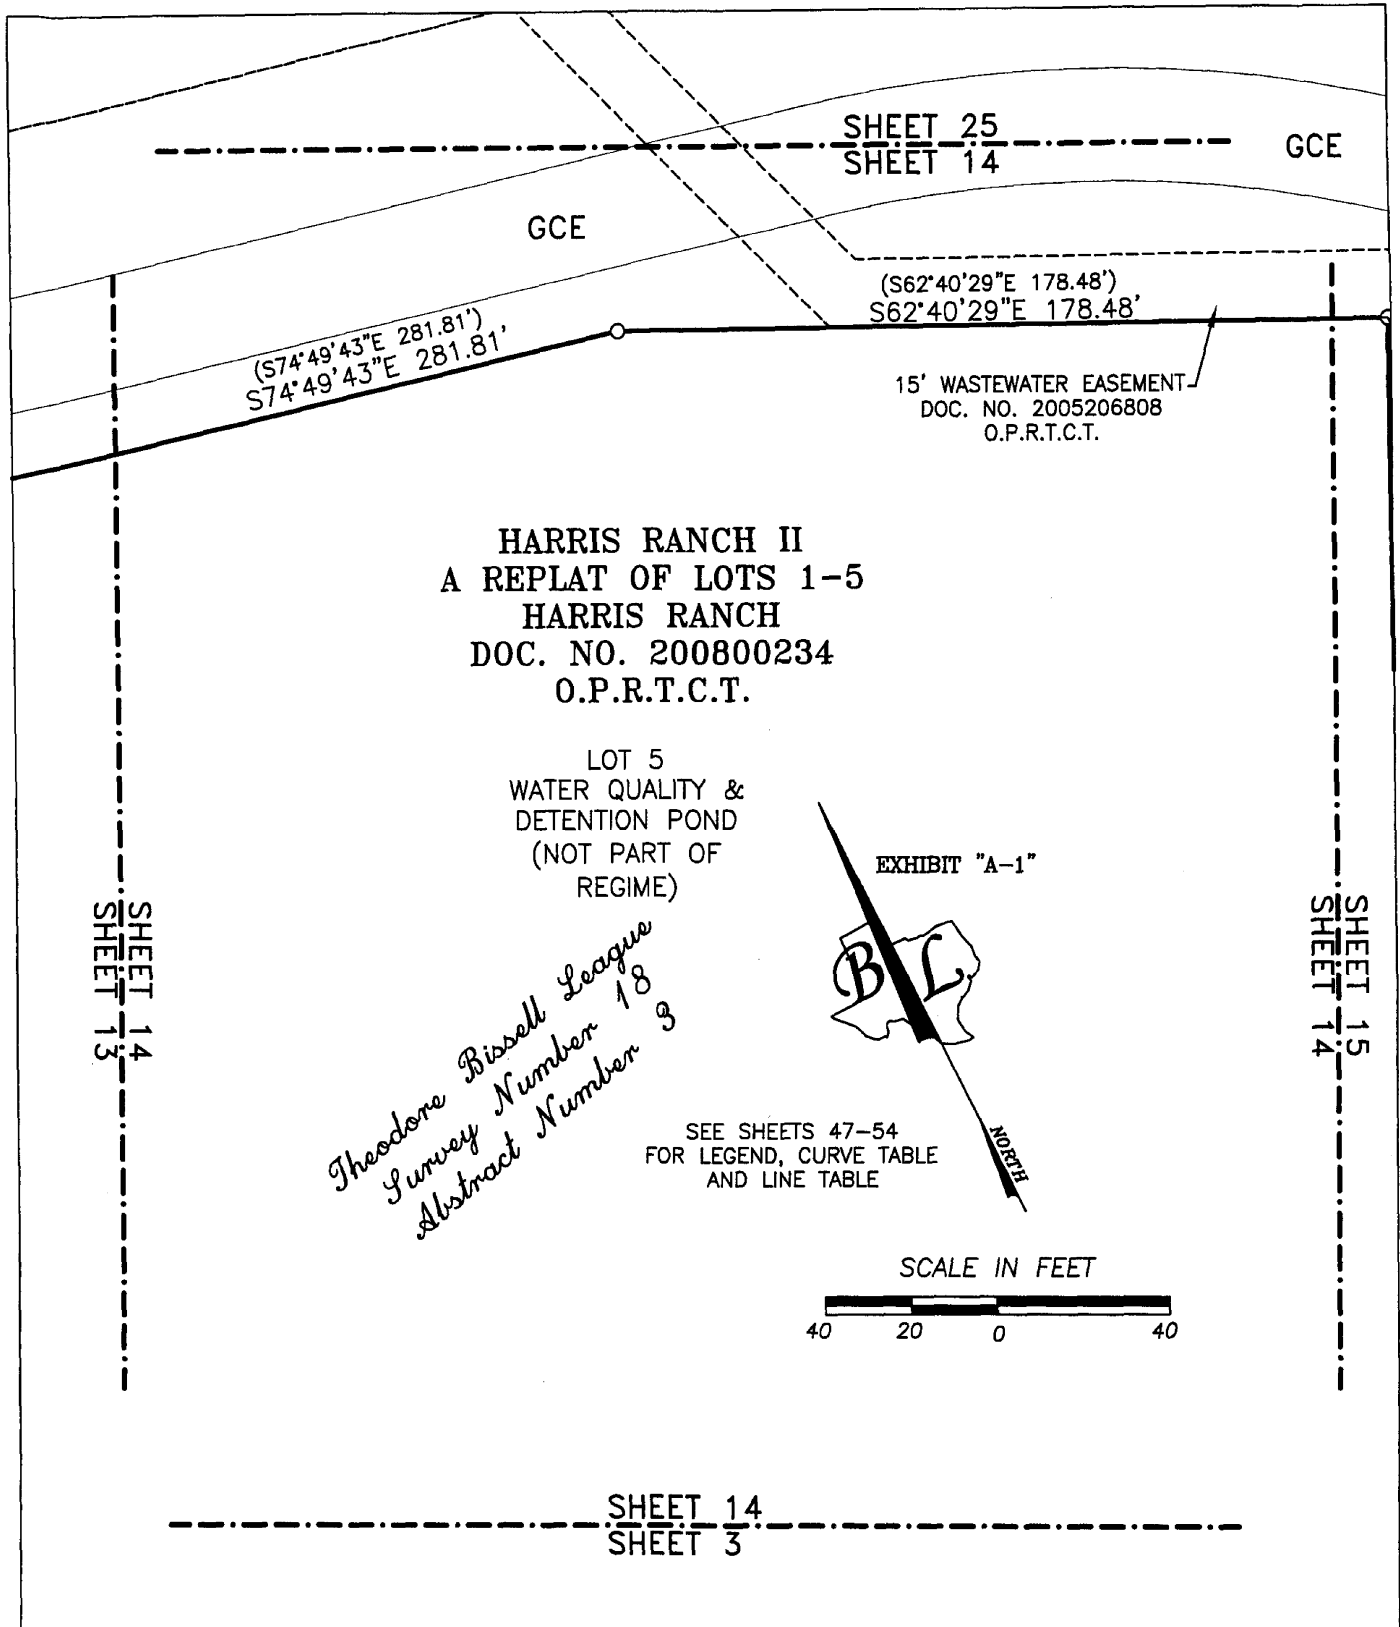 SHEET 25
SHEET 14
GCE
GCE
(S62°40'29"E 178.48')
S62°40'29"E 178.48'
(S74°49'43"E 281.81')
S74°49'43"E 281.81'
15' WASTEWATER EASEMENT
DOC. NO. 2005206808
O.P.R.T.C.T.
HARRIS RANCH II
A REPLAT OF LOTS 1-5
HARRIS RANCH
DOC. NO. 200800234
O.P.R.T.C.T.
LOT 5
WATER QUALITY &
DETENTION POND
(NOT PART OF
REGIME)
EXHIBIT "A-1"
SHEET 14
SHEET 13
B L
SHEET 15
SHEET 14
Theodore Bissell League
Survey Number 18
Abstract Number 3
SEE SHEETS 47-54
FOR LEGEND, CURVE TABLE
AND LINE TABLE
NORTH
SCALE IN FEET
40 20 0 40
SHEET 14
SHEET 3